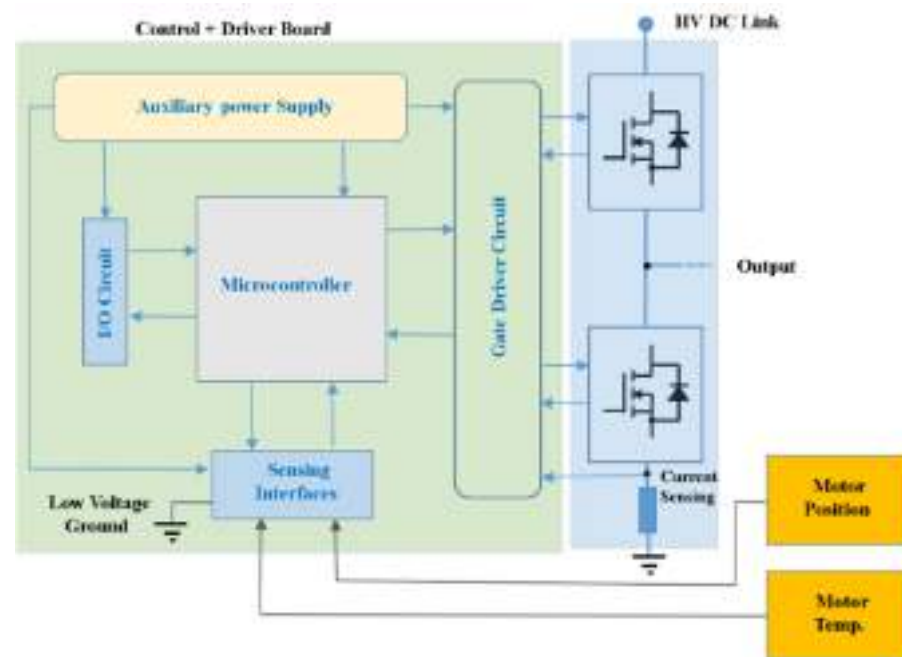 Control + Driver Board
HV DC Link
Auxiliary power Supply
I/O Circuit
Microcontroller
Gate Driver Circuit
Output
Sensing
Interfaces
Low Voltage
Ground
Current
Sensing
Motor
Position
Motor
Temp.